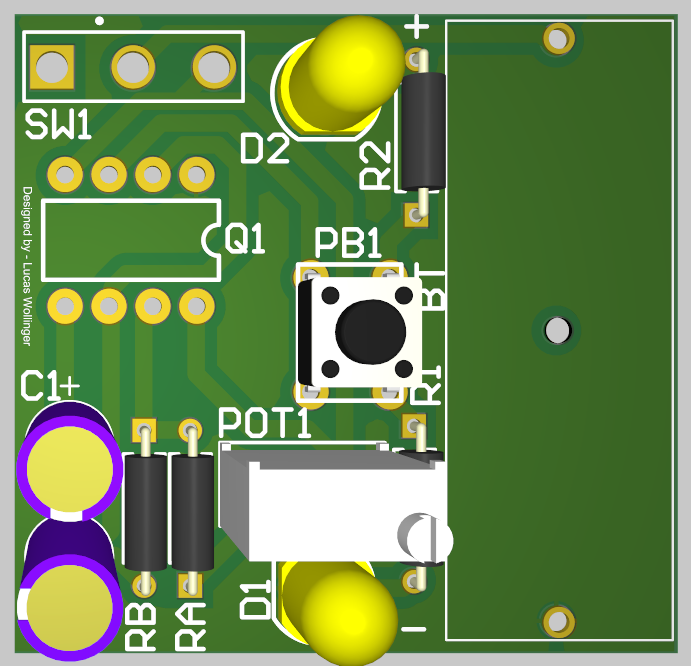 +
SW1
D2
R2
Designed by - Lucas Wollinger
Q1
PB1
BT
R1
C1+
POT1
RB
RA
D1
-